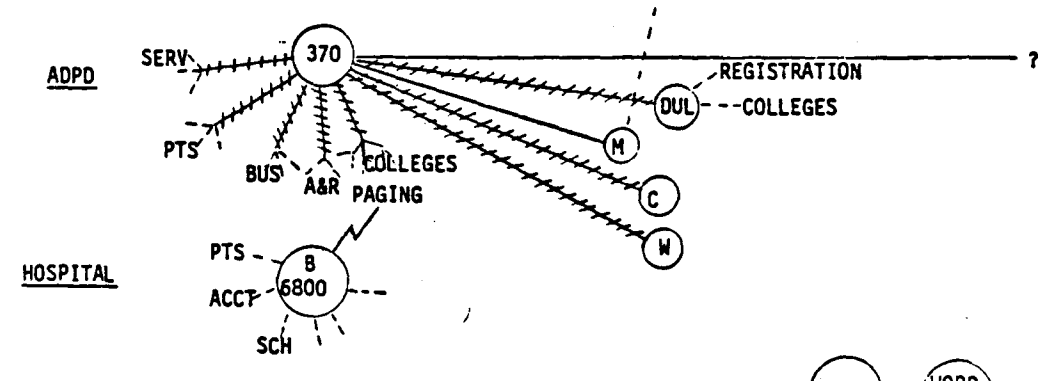 370
SERV
ADPD
?
REGISTRATION
DUL
COLLEGES
M
PTS
BUS
A&R
COLLEGES
PAGING
C
W
PTS
B
6800
HOSPITAL
ACCT
SCH